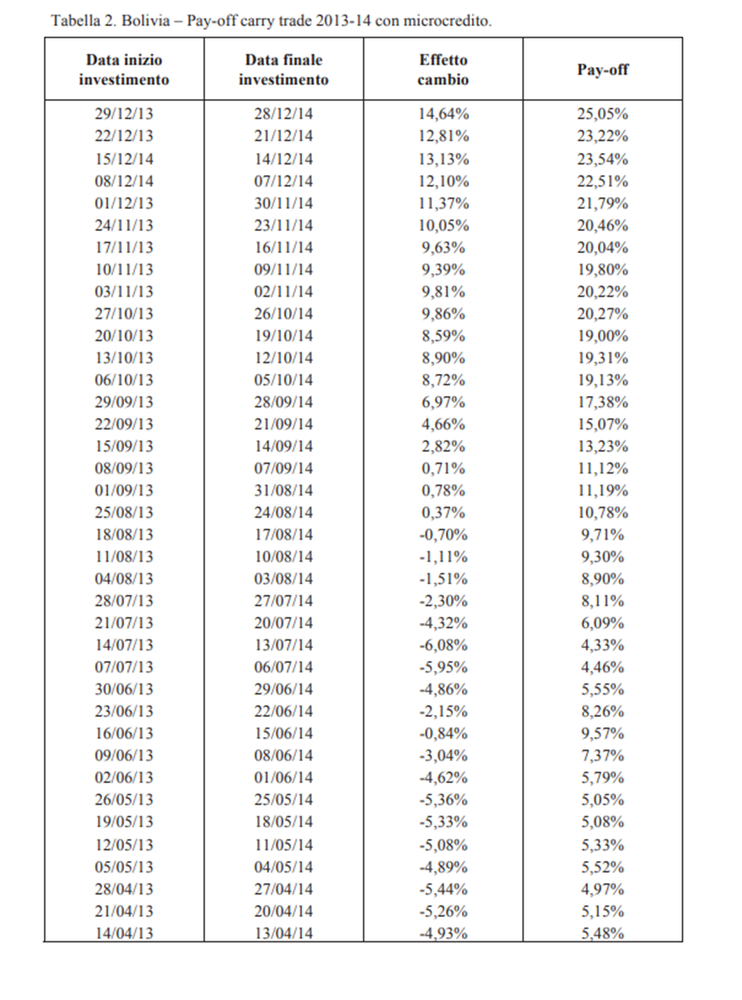 Tabella 2. Bolivia – Pay-off carry trade 2013-14 con microcredito.
Data inizio investimento Data finale investimento Effetto cambio Pay-off
29/12/13 28/12/14 14,64% 25,05%
22/12/13 21/12/14 12,81% 23,22%
15/12/14 14/12/14 13,13% 23,54%
08/12/14 07/12/14 12,10% 22,51%
01/12/13 30/11/14 11,37% 21,79%
24/11/13 23/11/14 10,05% 20,46%
17/11/13 16/11/14 9,63% 20,04%
10/11/13 09/11/14 9,39% 19,80%
03/11/13 02/11/14 9,81% 20,22%
27/10/13 26/10/14 9,86% 20,27%
20/10/13 19/10/14 8,59% 19,00%
13/10/13 12/10/14 8,90% 19,31%
06/10/13 05/10/14 8,72% 19,13%
29/09/13 28/09/14 6,97% 17,38%
22/09/13 21/09/14 4,66% 15,07%
15/09/13 14/09/14 2,82% 13,23%
08/09/13 07/09/14 0,71% 11,12%
01/09/13 31/08/14 0,78% 11,19%
25/08/13 24/08/14 0,37% 10,78%
18/08/13 17/08/14 -0,70% 9,71%
11/08/13 10/08/14 -1,11% 9,30%
04/08/13 03/08/14 -1,51% 8,90%
28/07/13 27/07/14 -2,30% 8,11%
21/07/13 20/07/14 -4,32% 6,09%
14/07/13 13/07/14 -6,08% 4,33%
07/07/13 06/07/14 -5,95% 4,46%
30/06/13 29/06/14 -4,86% 5,55%
23/06/13 22/06/14 -2,15% 8,26%
16/06/13 15/06/14 -0,84% 9,57%
09/06/13 08/06/14 -3,04% 7,37%
02/06/13 01/06/14 -4,62% 5,79%
26/05/13 25/05/14 -5,36% 5,05%
19/05/13 18/05/14 -5,33% 5,08%
12/05/13 11/05/14 -5,08% 5,33%
05/05/13 04/05/14 -4,89% 5,52%
28/04/13 27/04/14 -5,44% 4,97%
21/04/13 20/04/14 -5,26% 5,15%
14/04/13 13/04/14 -4,93% 5,48%